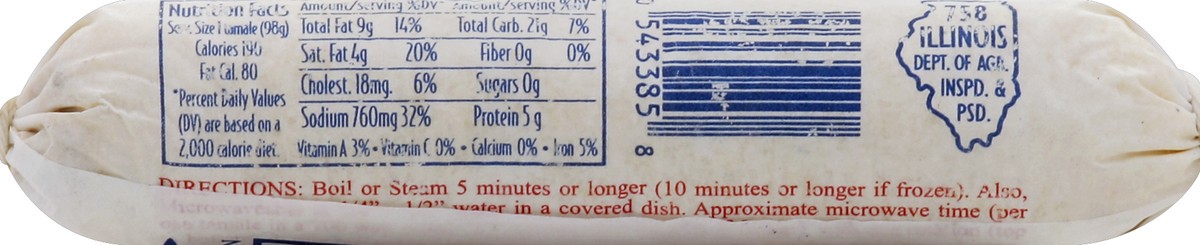 Nutrition Facts
Amount/Serving %DV* Amount/Serving %DV*
Serv. Size 1 tamale (98g)
Total Fat 9g 14% Total Carb. 21g 7%
Calories 190
Sat. Fat 4g 20% Fiber 0g 0%
Fat Cal. 80
Cholest. 18mg. 6% Sugars 0g
*Percent Daily Values
(DV) are based on a
Sodium 760mg 32% Protein 5 g
2,000 calorie diet.
Vitamin A 3% • Vitamin C 0% • Calcium 0% • Iron 5%
543385 8
758
ILLINOIS
DEPT. OF AGR.
INSPD. &
PSD.
DIRECTIONS: Boil or Steam 5 minutes or longer (10 minutes or longer if frozen). Also,
1/2" water in a covered dish. Approximate microwave time (per